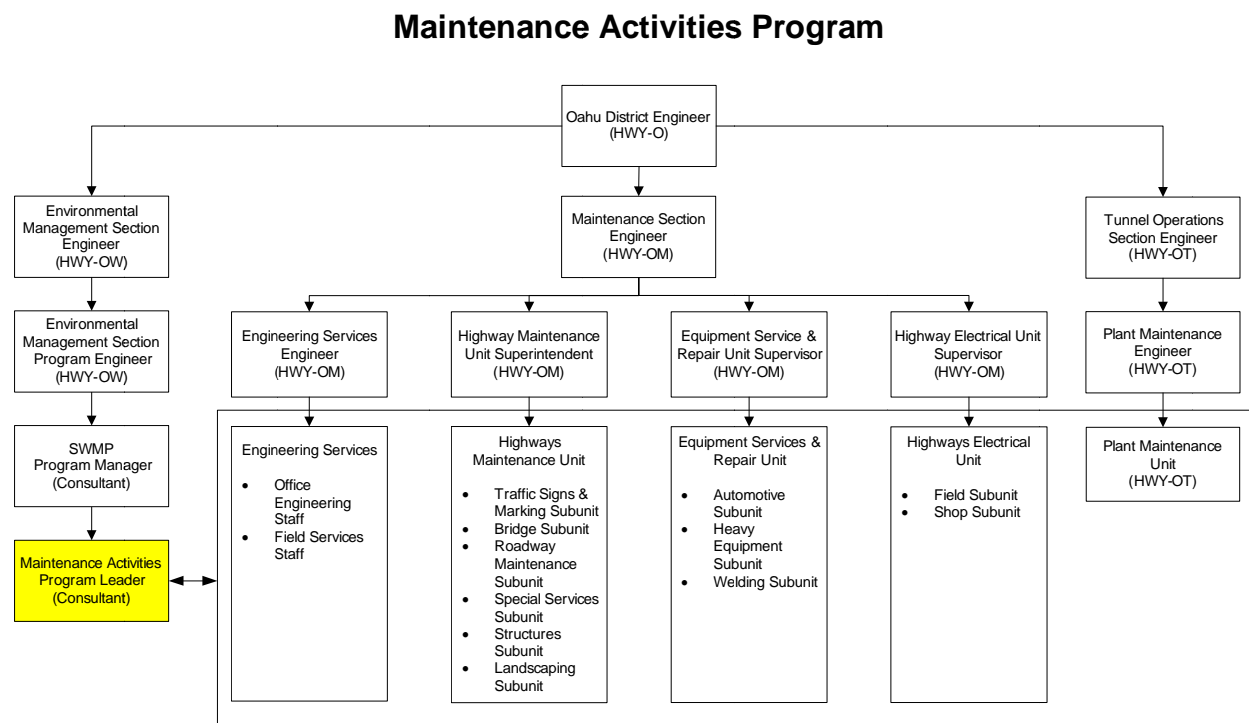 Maintenance Activities Program
Oahu District Engineer
(HWY-O)
Environmental
Management Section
Engineer
(HWY-OW)
Maintenance Section
Engineer
(HWY-OM)
Tunnel Operations
Section Engineer
(HWY-OT)
Environmental
Management Section
Program Engineer
(HWY-OW)
Engineering Services
Engineer
(HWY-OM)
Highway Maintenance
Unit Superintendent
(HWY-OM)
Equipment Service &
Repair Unit Supervisor
(HWY-OM)
Highway Electrical Unit
Supervisor
(HWY-OM)
Plant Maintenance
Engineer
(HWY-OT)
SWMP
Program Manager
(Consultant)
Maintenance Activities
Program Leader
(Consultant)
Engineering Services
• Office
Engineering
Staff
• Field Services
Staff
Highways
Maintenance Unit
• Traffic Signs &
Marking Subunit
• Bridge Subunit
• Roadway
Maintenance
Subunit
• Special Services
Subunit
• Structures
Subunit
• Landscaping
Subunit
Equipment Services &
Repair Unit
• Automotive
Subunit
• Heavy
Equipment
Subunit
• Welding Subunit
Highways Electrical
Unit
• Field Subunit
• Shop Subunit
Plant Maintenance
Unit
(HWY-OT)